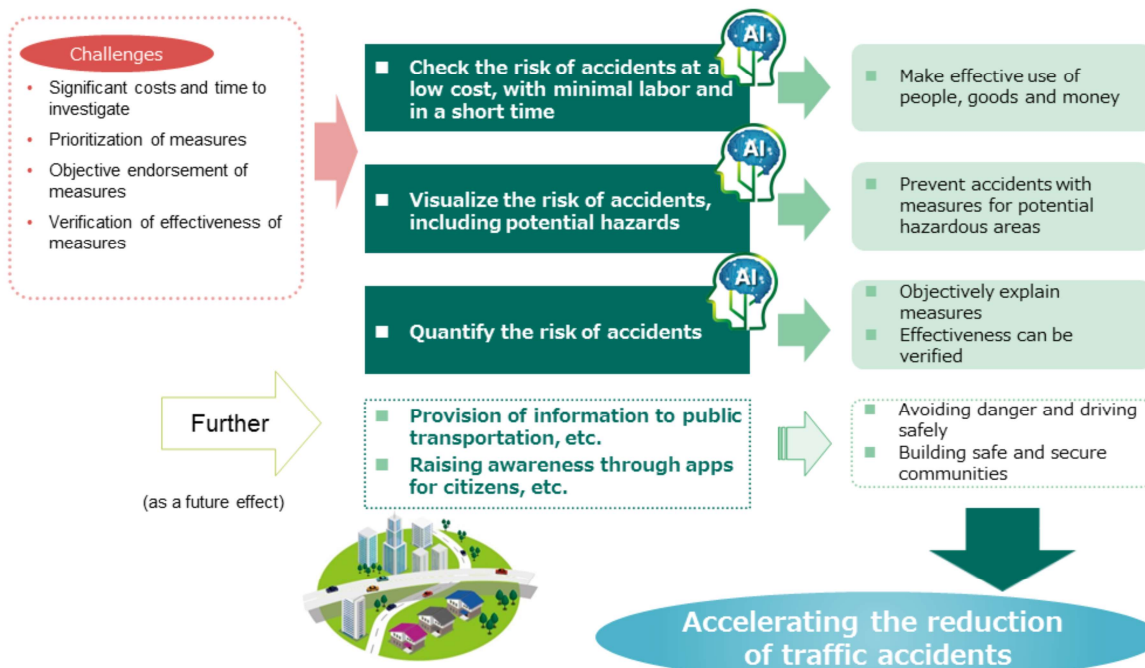 Challenges
• Significant costs and time to
investigate
• Prioritization of measures
• Objective endorsement of
measures
• Verification of effectiveness of
measures
■ Check the risk of accidents at a
low cost, with minimal labor and
in a short time
AI
■ Make effective use of
people, goods and money
■ Visualize the risk of accidents,
including potential hazards
AI
■ Prevent accidents with
measures for potential
hazardous areas
■ Quantify the risk of accidents
AI
■ Objectively explain
measures
■ Effectiveness can be
verified
Further
(as a future effect)
■ Provision of information to public
transportation, etc.
■ Raising awareness through apps
for citizens, etc.
■ Avoiding danger and driving
safely
■ Building safe and secure
communities
Accelerating the reduction
of traffic accidents